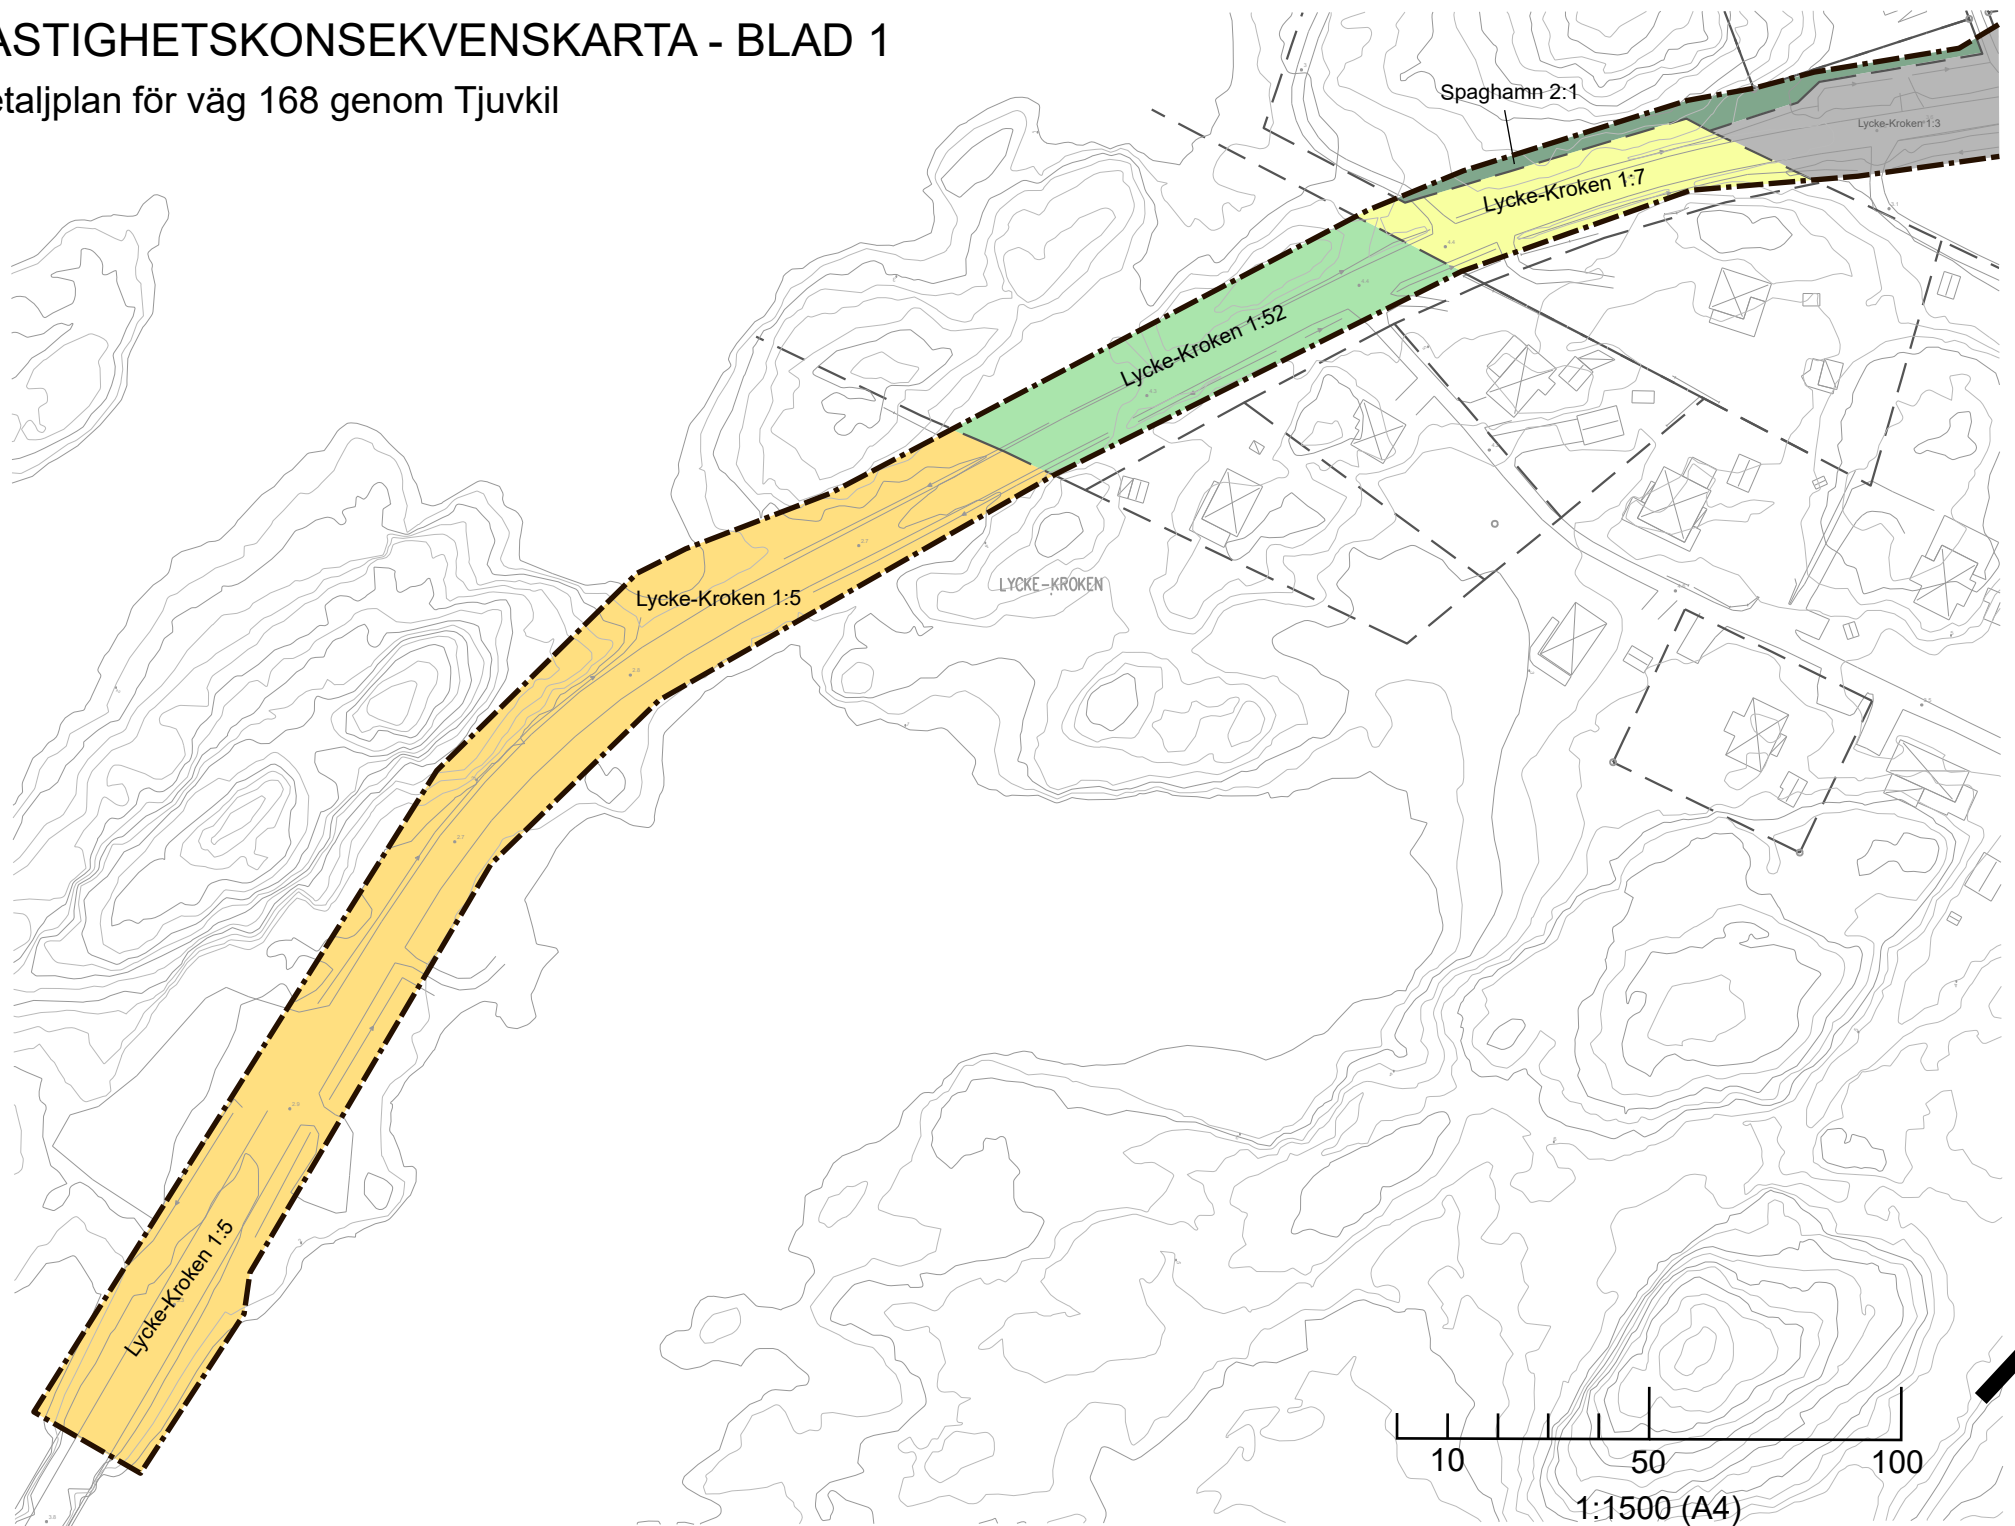 ASTIGHETSKONSEKVENSKARTA - BLAD 1
etaljplan för väg 168 genom Tjuvkil
Spaghamn 2:1
Lycke-Kroken 1:3
Lycke-Kroken 1:7
Lycke-Kroken 1:52
LYCKE-KROKEN
Lycke-Kroken 1:5
Lycke-Kroken 1:5
10 50 100
1:1500 (A4)